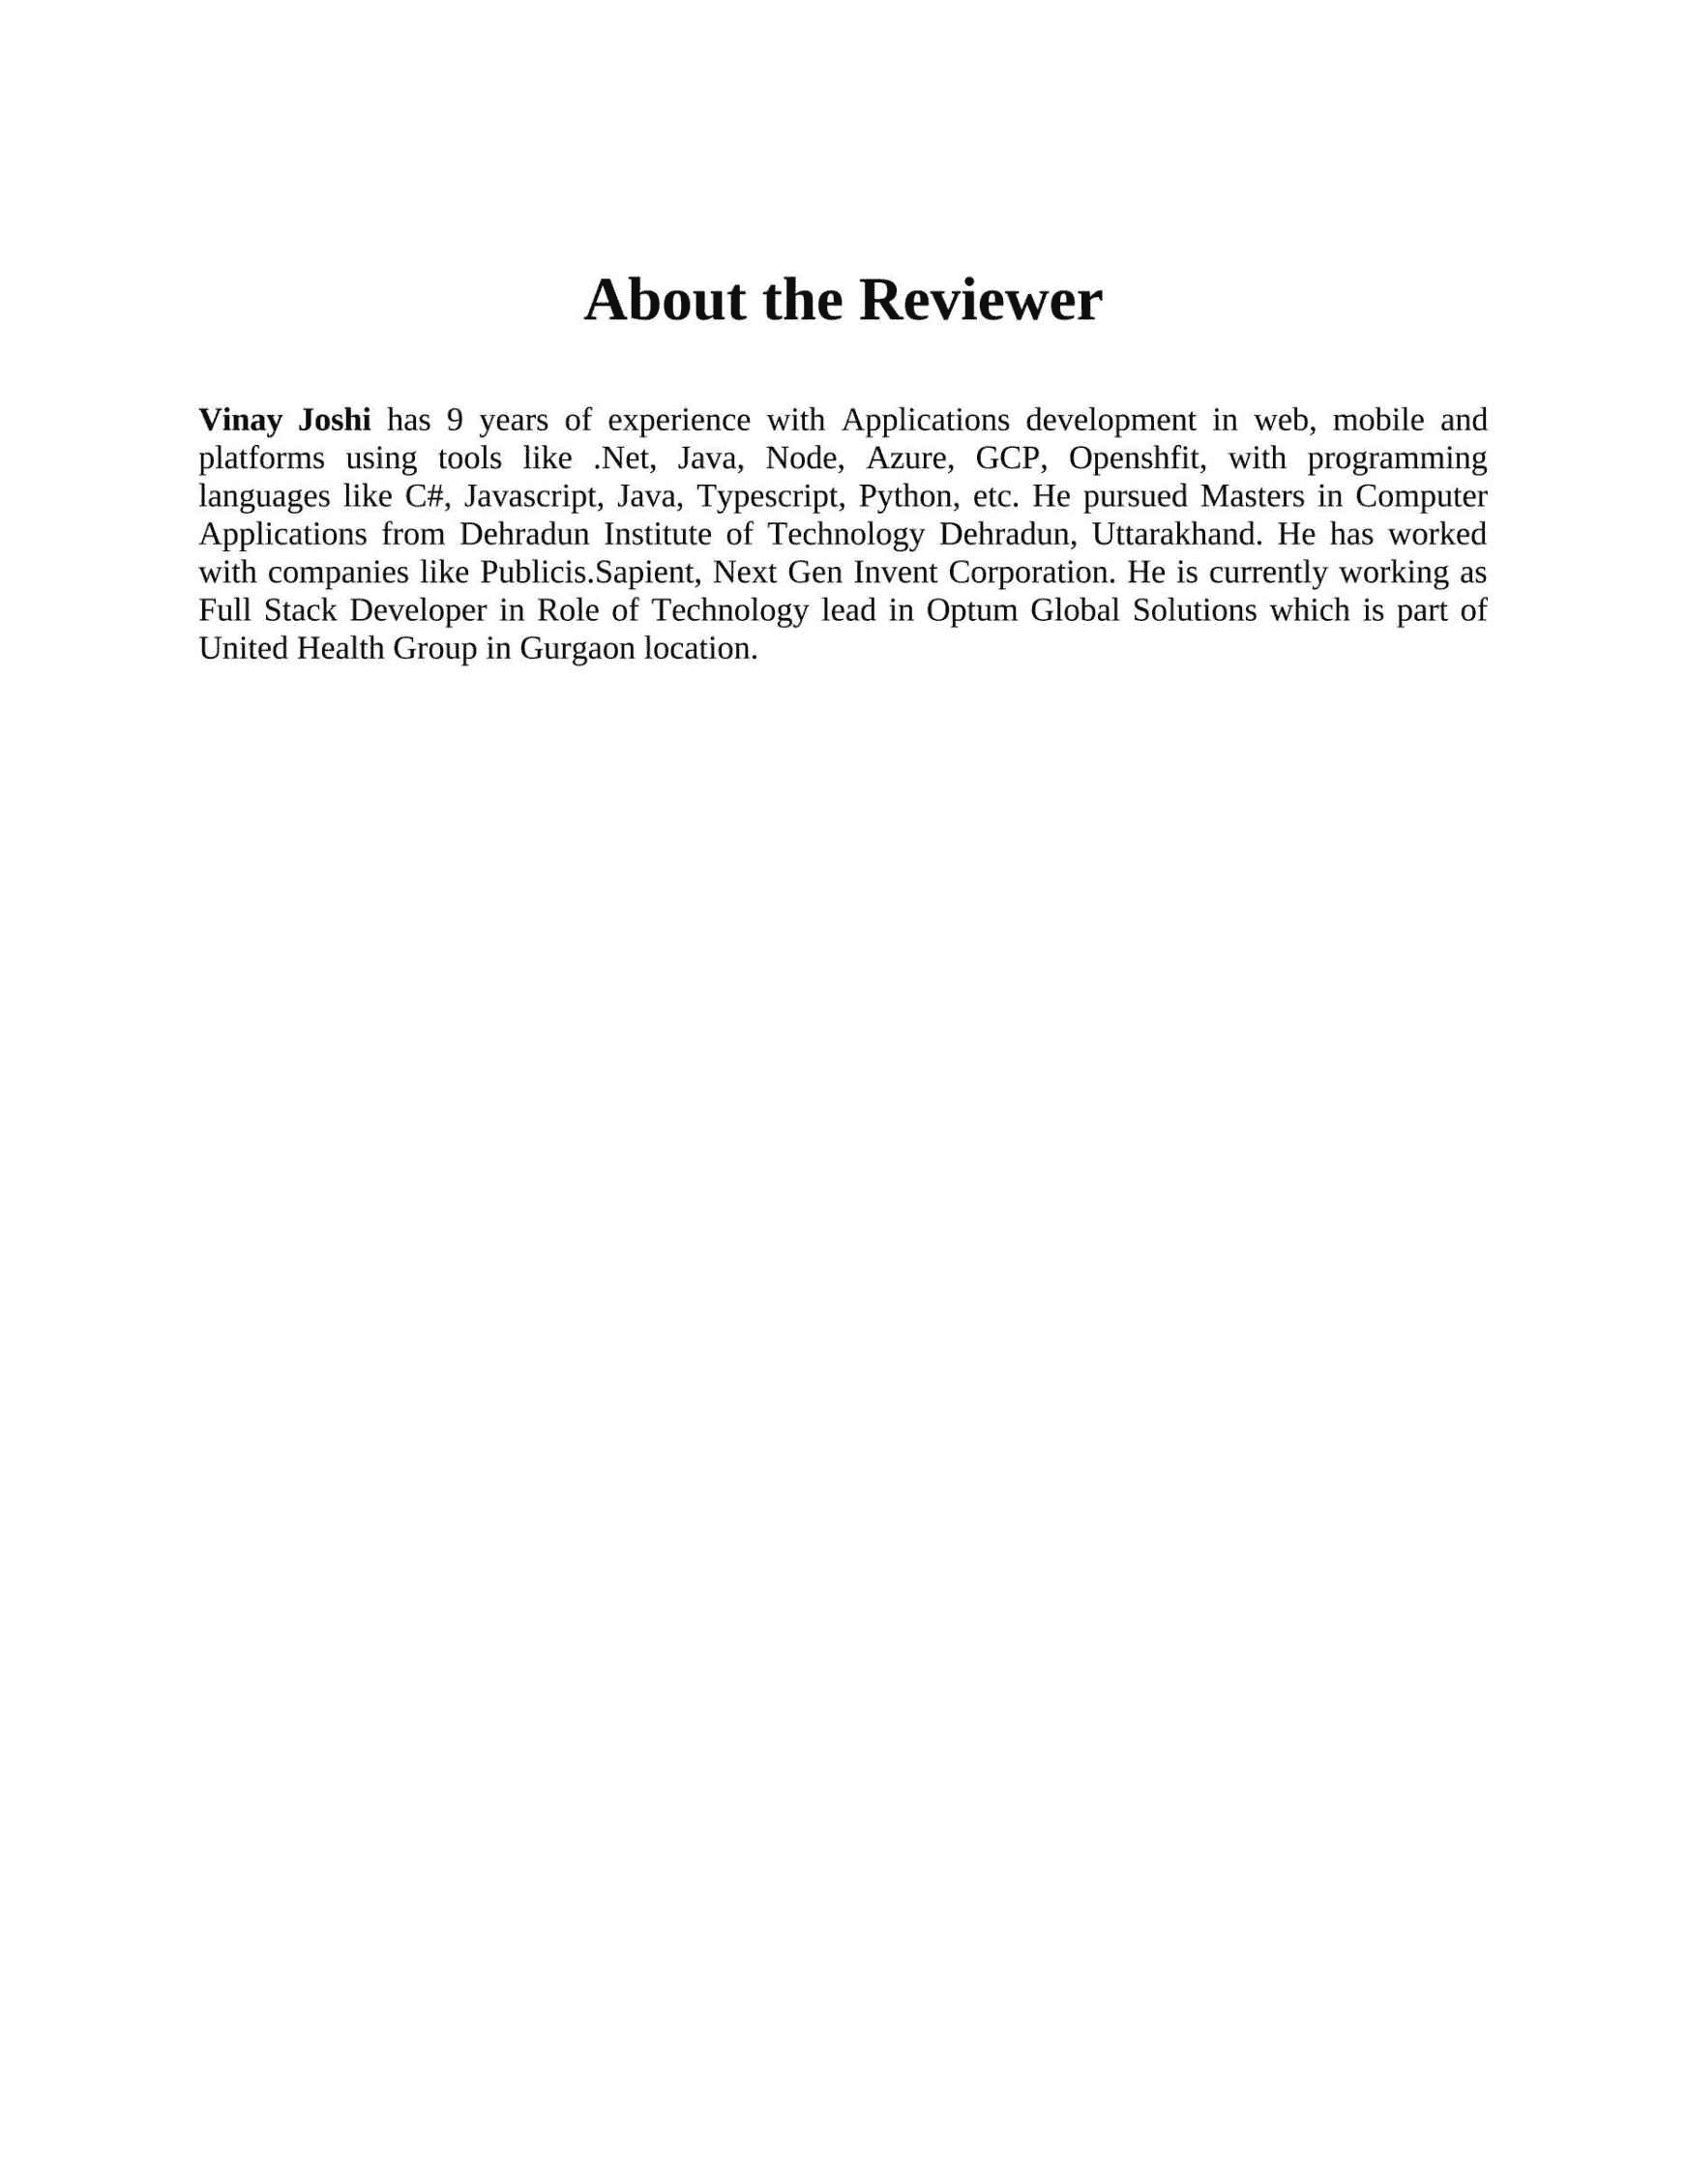 About the Reviewer
Vinay Joshi has 9 years of experience with Applications development in web, mobile and
platforms using tools like .Net, Java, Node, Azure, GCP, Openshfit, with programming
languages like C#, Javascript, Java, Typescript, Python, etc. He pursued Masters in Computer
Applications from Dehradun Institute of Technology Dehradun, Uttarakhand. He has worked
with companies like Publicis.Sapient, Next Gen Invent Corporation. He is currently working as
Full Stack Developer in Role of Technology lead in Optum Global Solutions which is part of
United Health Group in Gurgaon location.